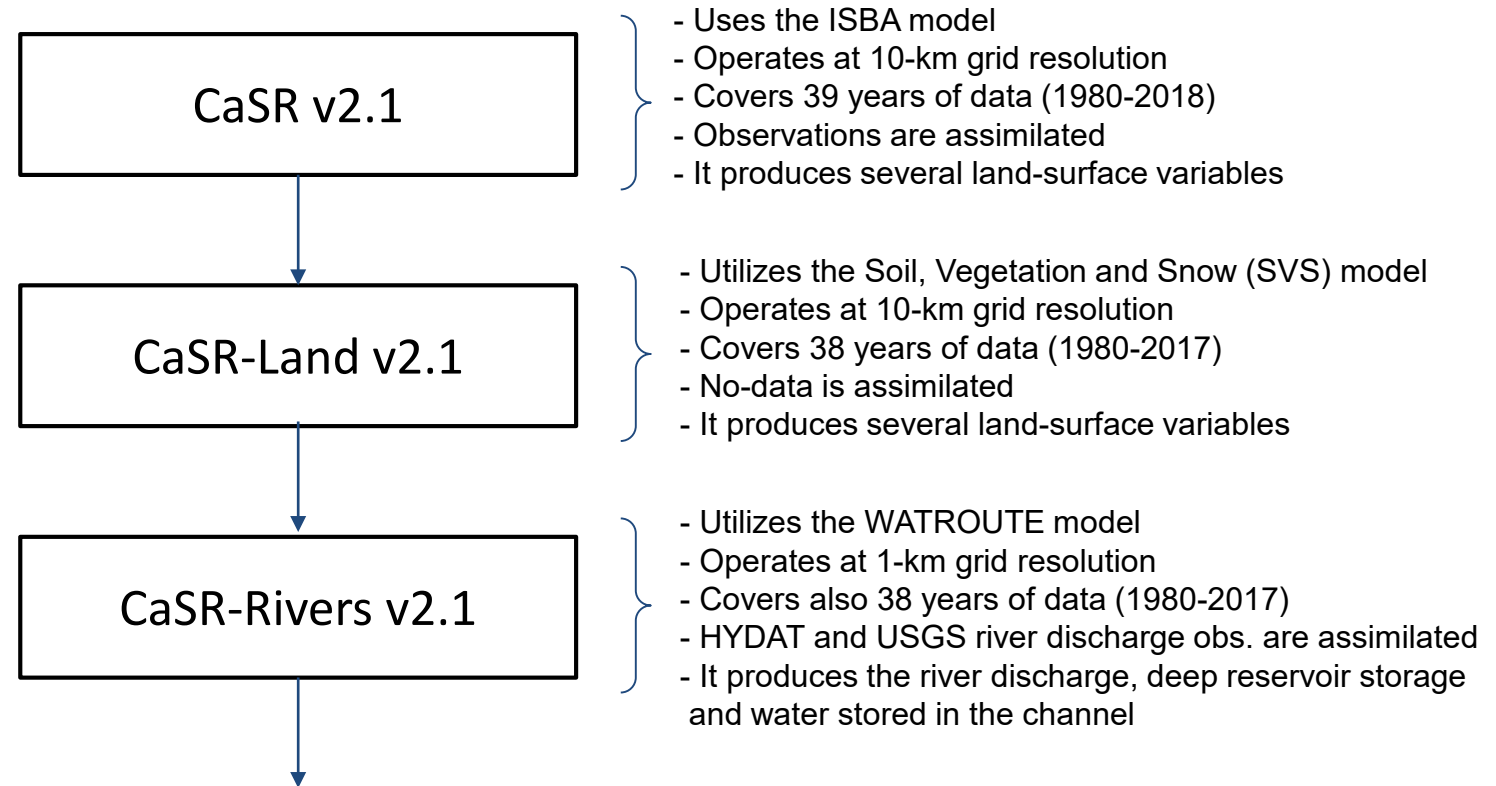 CaSR v2.1
- Uses the ISBA model
- Operates at 10-km grid resolution
- Covers 39 years of data (1980-2018)
- Observations are assimilated
- It produces several land-surface variables
CaSR-Land v2.1
- Utilizes the Soil, Vegetation and Snow (SVS) model
- Operates at 10-km grid resolution
- Covers 38 years of data (1980-2017)
- No-data is assimilated
- It produces several land-surface variables
CaSR-Rivers v2.1
- Utilizes the WATROUTE model
- Operates at 1-km grid resolution
- Covers also 38 years of data (1980-2017)
- HYDAT and USGS river discharge obs. are assimilated
- It produces the river discharge, deep reservoir storage
and water stored in the channel